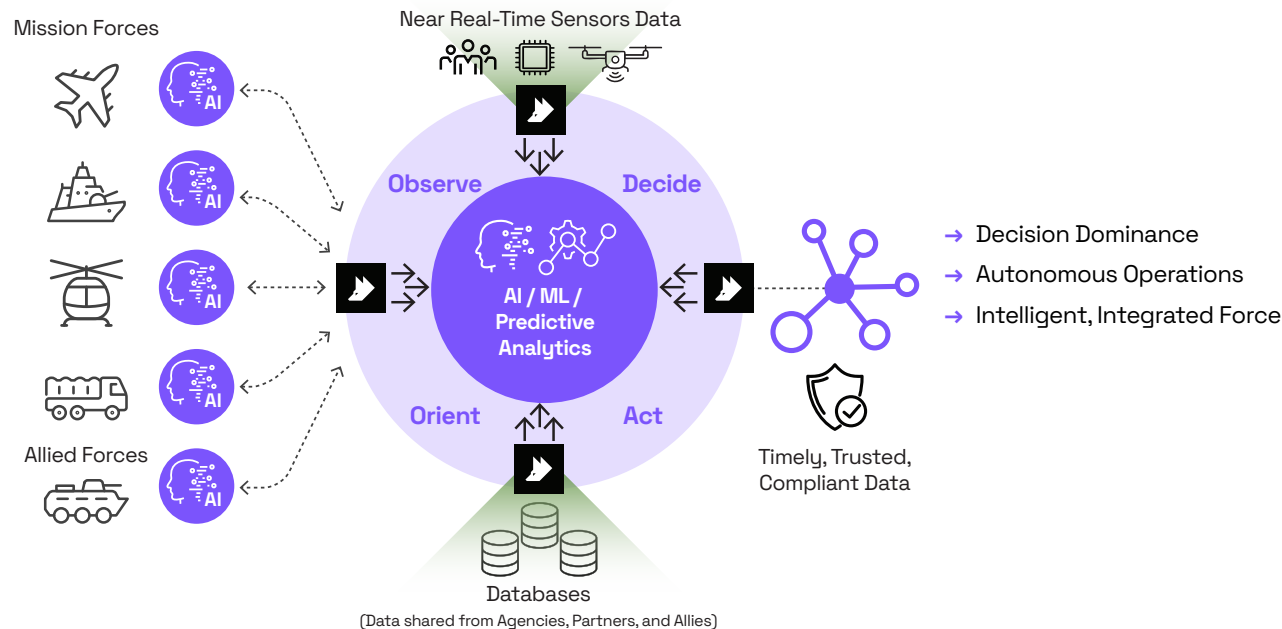 Near Real-Time Sensors Data
Mission Forces
AI
AI
AI
AI
Allied Forces
AI
Observe
Decide
AI / ML /
Predictive
Analytics
Orient
Act
→ Decision Dominance
→ Autonomous Operations
→ Intelligent, Integrated Force
Timely, Trusted,
Compliant Data
Databases
(Data shared from Agencies, Partners, and Allies)